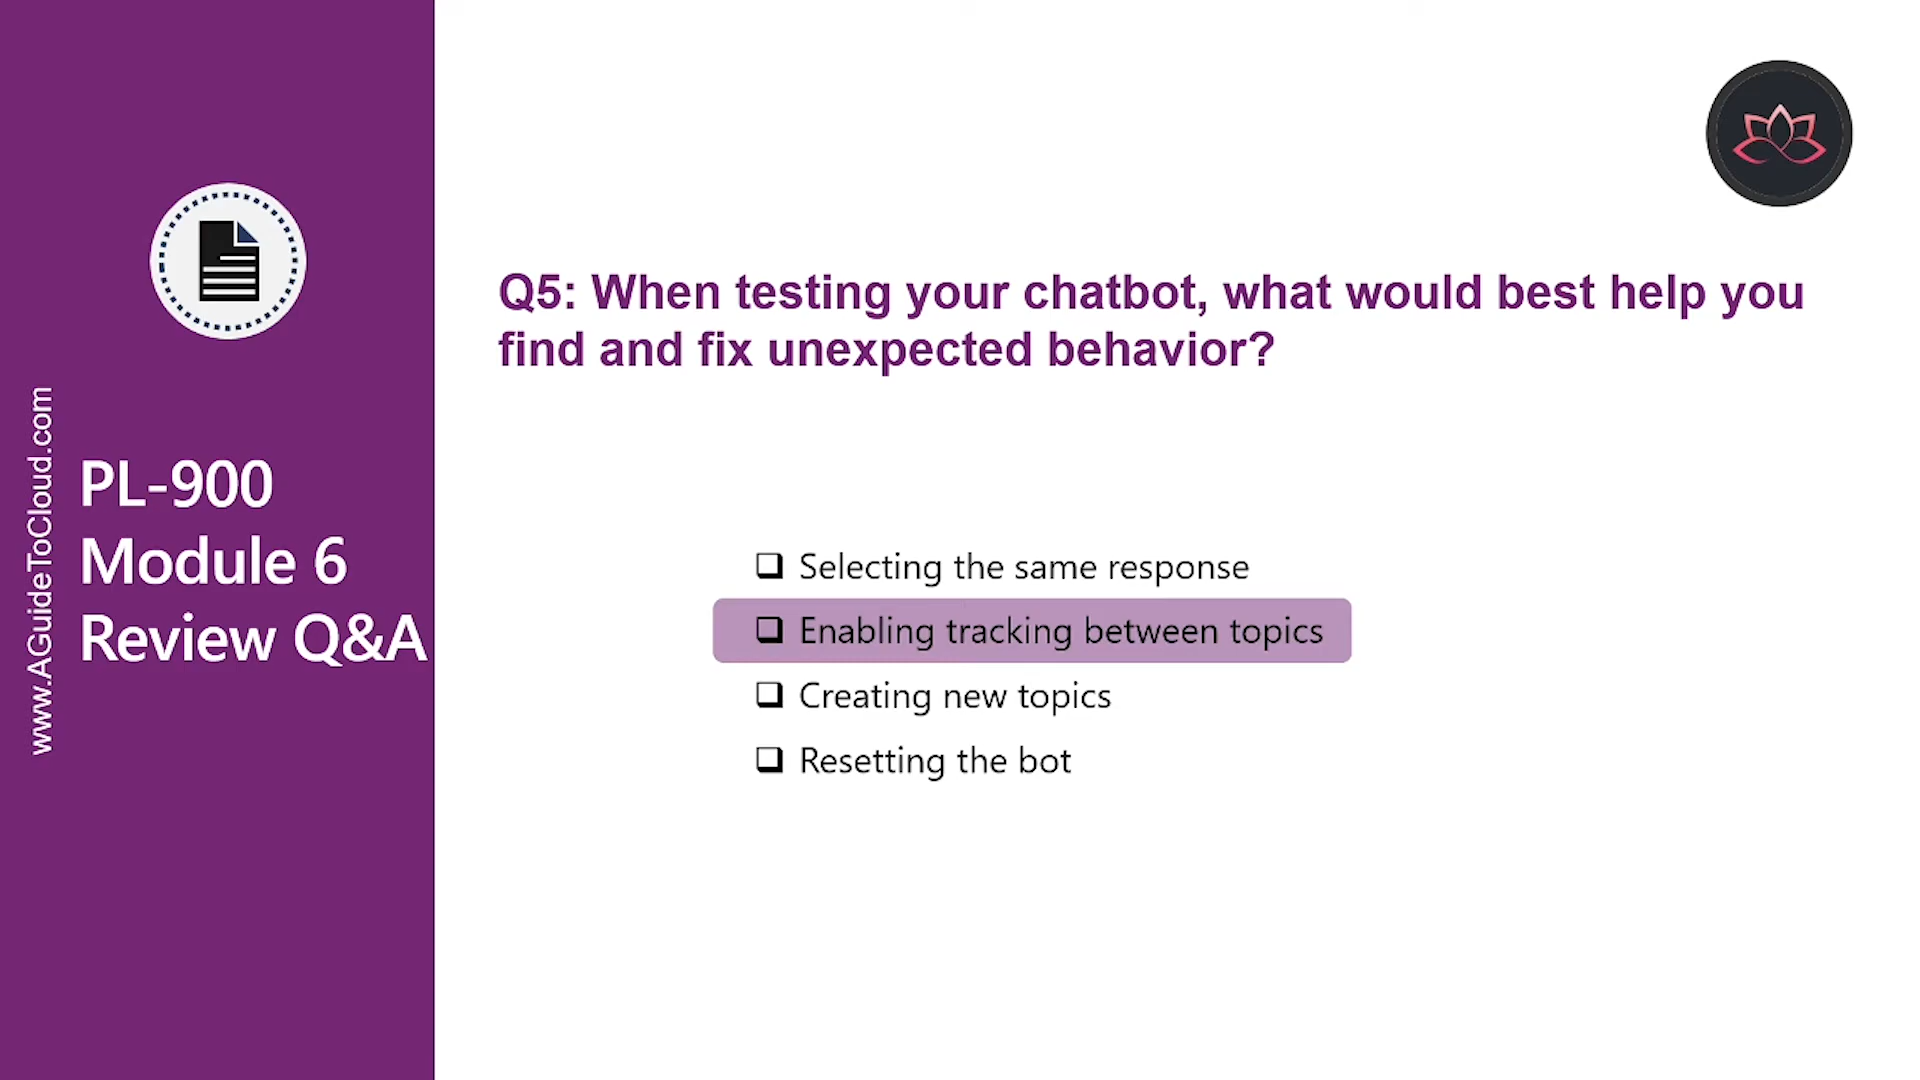 www.AGuideToCloud.com
PL-900
Module 6
Review Q&A
Q5: When testing your chatbot, what would best help you
find and fix unexpected behavior?
❑ Selecting the same response
❑ Enabling tracking between topics
❑ Creating new topics
❑ Resetting the bot